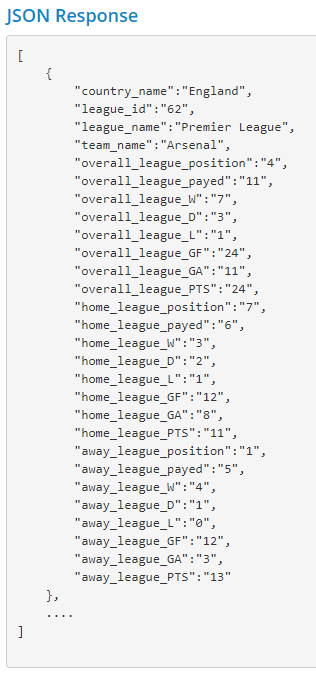 JSON Response
[
{
"country_name":"England",
"league_id":"62",
"league_name":"Premier League",
"team_name":"Arsenal",
"overall_league_position":"4",
"overall_league_payed":"11",
"overall_league_W":"7",
"overall_league_D":"3",
"overall_league_L":"1",
"overall_league_GF":"24",
"overall_league_GA":"11",
"overall_league_PTS":"24",
"home_league_position":"7",
"home_league_payed":"6",
"home_league_W":"3",
"home_league_D":"2",
"home_league_L":"1",
"home_league_GF":"12",
"home_league_GA":"8",
"home_league_PTS":"11",
"away_league_position":"1",
"away_league_payed":"5",
"away_league_W":"4",
"away_league_D":"1",
"away_league_L":"0",
"away_league_GF":"12",
"away_league_GA":"3",
"away_league_PTS":"13"
},
....
]